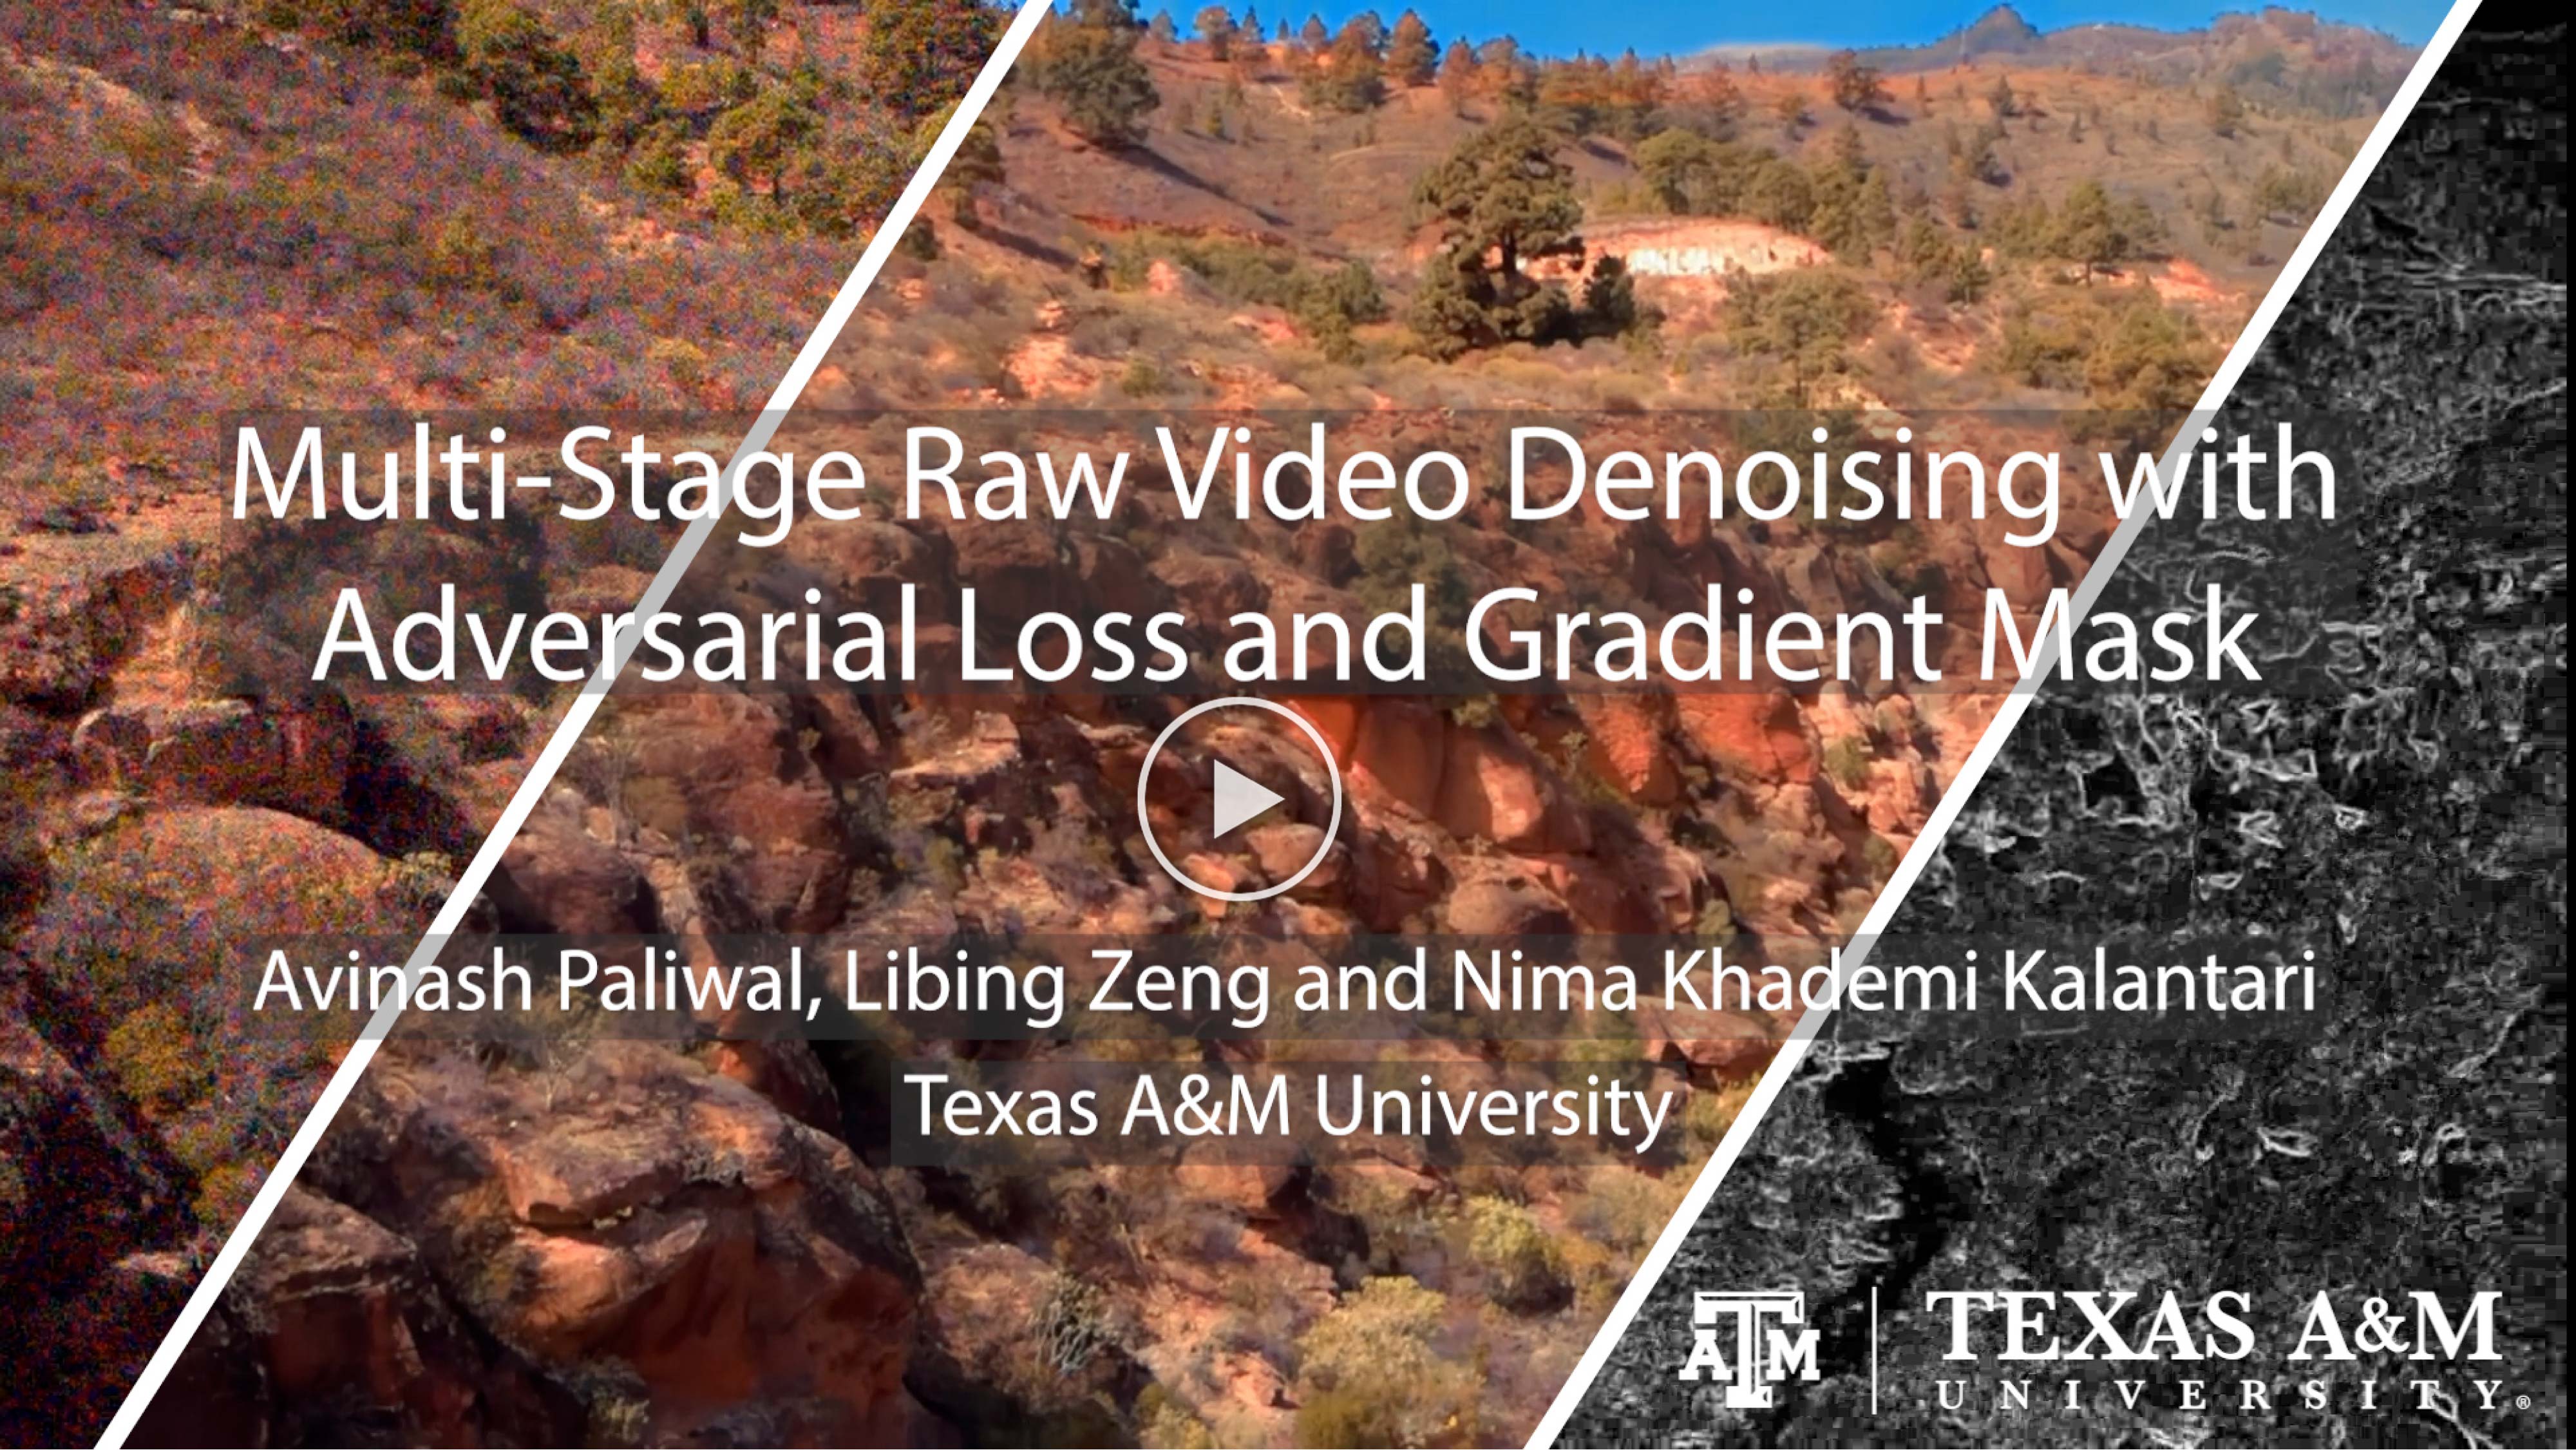 Multi-Stage Raw Video Denoising with
Adversarial Loss and Gradient Mask
Avinash Paliwal, Libing Zeng and Nima Khademi Kalantari
Texas A&M University
ATM | TEXAS A&M
UNIVERSITY®